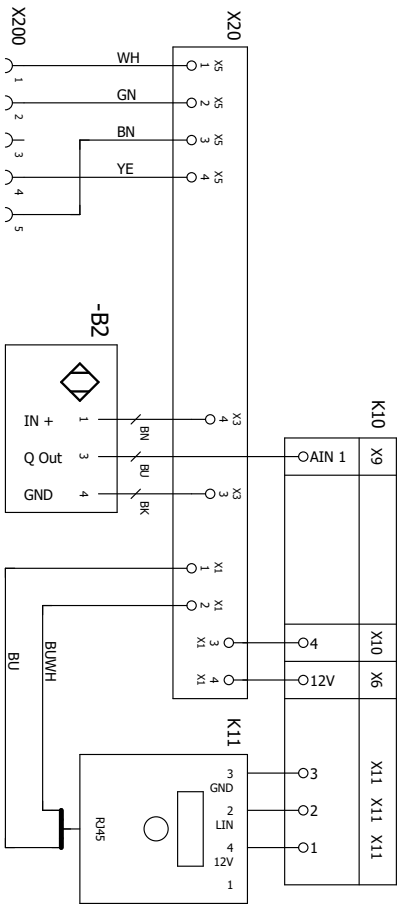 X200
X20
K10
WH
GN
BN
YE
1
2
3
4
5
1 X5
2 X5
3 X5
4 X5
-B2
IN +
Q Out
GND
1
3
4
BN
BU
BK
4 X3
3 X3
1 X1
2 X1
X1 3
X1 4
AIN 1
X9
4
X10
12V
X6
3
X11
2
X11
1
X11
BU
BUWH
K11
RJ45
3
GND
2
LIN
4
12V
1